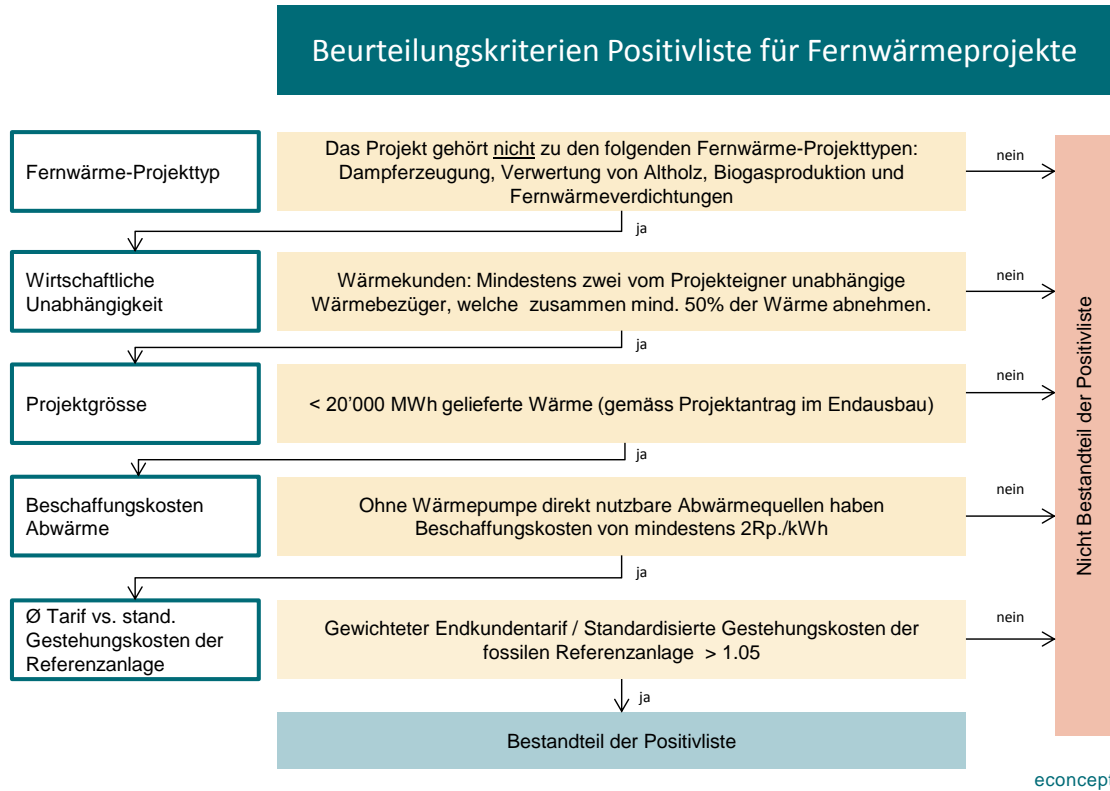 Beurteilungskriterien Positivliste für Fernwärmeprojekte
Fernwärme-Projekttyp
Das Projekt gehört nicht zu den folgenden Fernwärme-Projekttypen:
Dampferzeugung, Verwertung von Altholz, Biogasproduktion und
Fernwärmeverdichtungen
nein
ja
Wirtschaftliche
Unabhängigkeit
Wärmekunden: Mindestens zwei vom Projekteigner unabhängige
Wärmebezüger, welche zusammen mind. 50% der Wärme abnehmen.
nein
ja
Projektgrösse
< 20’000 MWh gelieferte Wärme (gemäss Projektantrag im Endausbau)
nein
ja
Beschaffungskosten
Abwärme
Ohne Wärmepumpe direkt nutzbare Abwärmequellen haben
Beschaffungskosten von mindestens 2Rp./kWh
nein
ja
Ø Tarif vs. stand.
Gestehungskosten der
Referenzanlage
Gewichteter Endkundentarif / Standardisierte Gestehungskosten der
fossilen Referenzanlage > 1.05
nein
ja
Bestandteil der Positivliste
Nicht Bestandteil der Positivliste
econcept